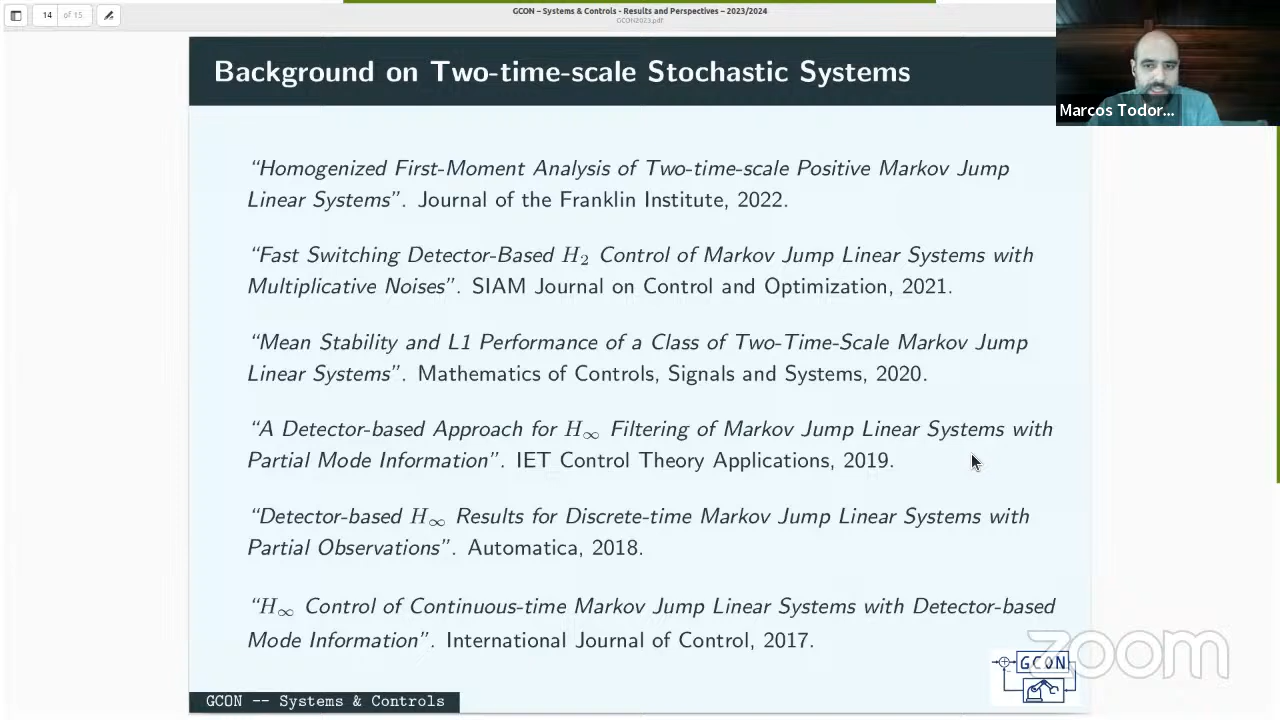 14 of 15
GCON – Systems & Controls - Results and Perspectives – 2023/2024
GCON2023.pdf
Background on Two-time-scale Stochastic Systems
Marcos Todor...
“Homogenized First-Moment Analysis of Two-time-scale Positive Markov Jump
Linear Systems”. Journal of the Franklin Institute, 2022.
“Fast Switching Detector-Based H₂ Control of Markov Jump Linear Systems with
Multiplicative Noises”. SIAM Journal on Control and Optimization, 2021.
“Mean Stability and L1 Performance of a Class of Two-Time-Scale Markov Jump
Linear Systems”. Mathematics of Controls, Signals and Systems, 2020.
“A Detector-based Approach for H∞ Filtering of Markov Jump Linear Systems with
Partial Mode Information”. IET Control Theory Applications, 2019.
“Detector-based H∞ Results for Discrete-time Markov Jump Linear Systems with
Partial Observations”. Automatica, 2018.
“H∞ Control of Continuous-time Markov Jump Linear Systems with Detector-based
Mode Information”. International Journal of Control, 2017.
zoom
GCON
GCON -- Systems & Controls